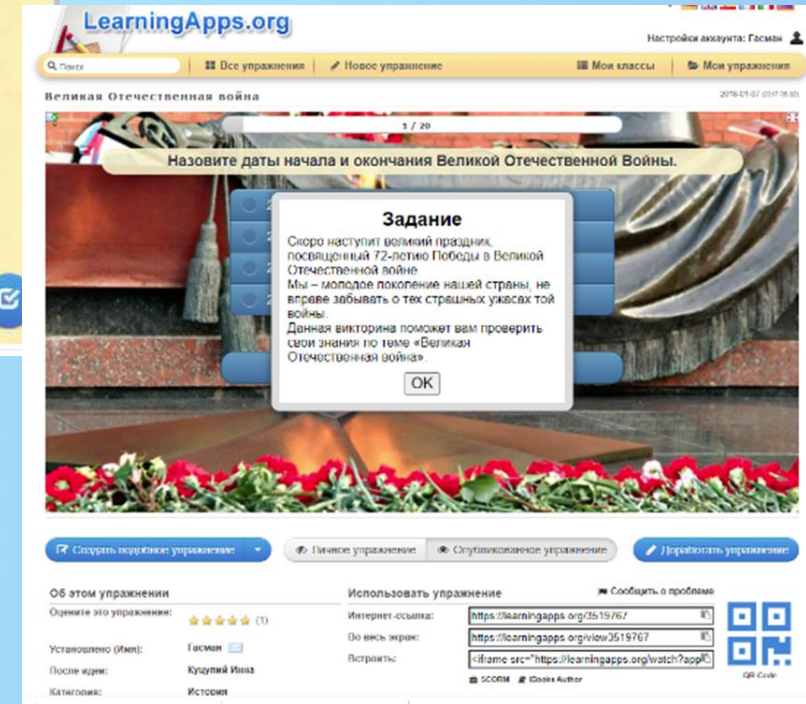 LearningApps.org
Настройки аккаунта: Гасман
Поиск
Все упражнения
Новое упражнение
Мои классы
Мои упражнения
Великая Отечественная война
1 / 20
Назовите даты начала и окончания Великой Отечественной Войны.
2
2
2
2
Задание
Скоро наступит великий праздник,
посвященный 72-летию Победы в Великой
Отечественной войне
Мы – молодое поколение нашей страны, не
вправе забывать о тех страшных ужасах той
войны.
Данная викторина поможет вам проверить
свои знания по теме «Великая
Отечественная война».
OK
Создать подобное упражнение
Личное упражнение
Опубликованное упражнение
Доработать упражнение
Об этом упражнении
Оцените это упражнение:
(1)
Установлено (Имя): Гасман
После идеи: Куцупий Инна
Категория: История
Использовать упражнение
Сообщить о проблеме
Интернет-ссылка: https://learningapps.org/3519767
Во весь экран: https://learningapps.org/view3519767
Встроить: <iframe src="https://learningapps.org/watch?app
SCORM iBooks Author
QR-Code